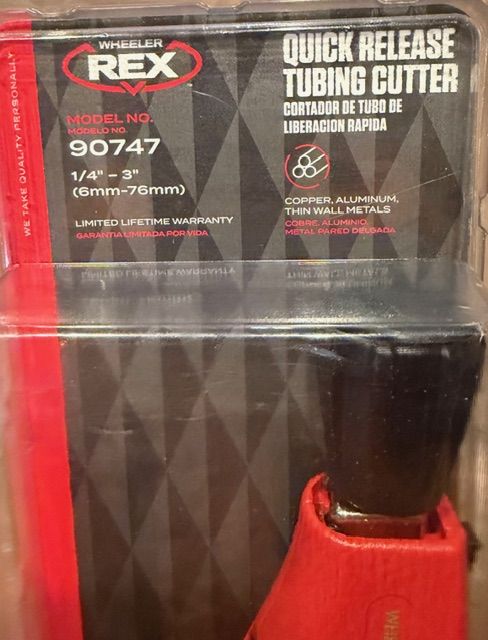 WE TAKE QUALITY PERSONALLY
WHEELER
REX
MODEL NO.
MODELO NO.
90747
1/4" – 3"
(6mm–76mm)
LIMITED LIFETIME WARRANTY
GARANTIA LIMITADA POR VIDA
QUICK RELEASE
TUBING CUTTER
CORTADOR DE TUBO DE
LIBERACION RAPIDA
COPPER, ALUMINUM,
THIN WALL METALS
COBRE, ALUMINIO
METAL PARED DELGADA